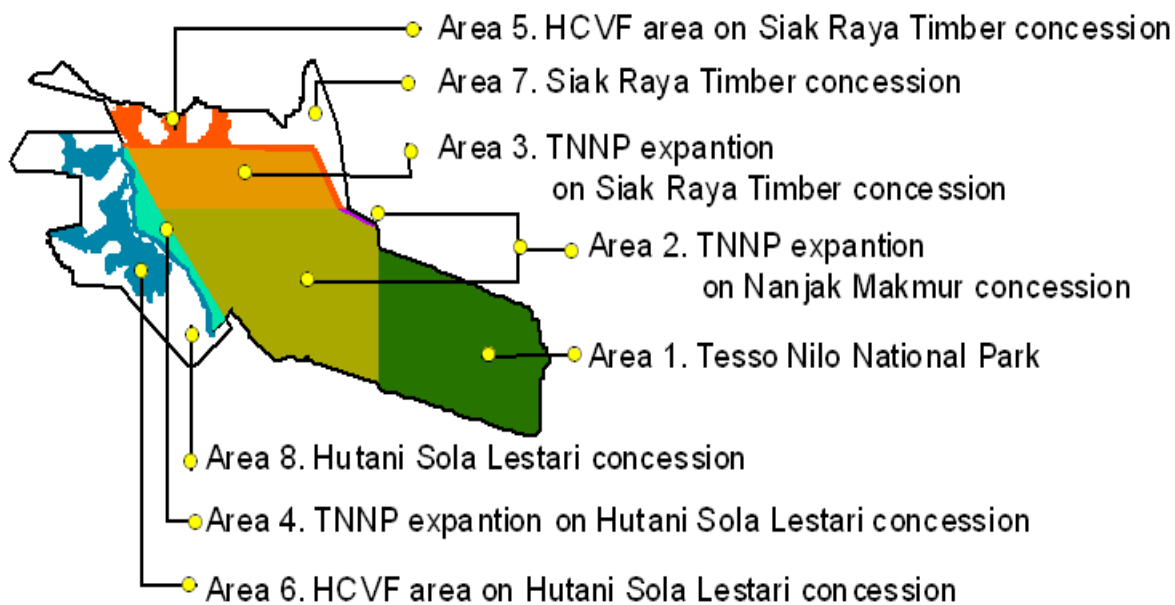 Area 5. HCVF area on Siak Raya Timber concession
Area 7. Siak Raya Timber concession
Area 3. TNNP expantion
on Siak Raya Timber concession
Area 2. TNNP expantion
on Nanjak Makmur concession
Area 1. Tesso Nilo National Park
Area 8. Hutani Sola Lestari concession
Area 4. TNNP expantion on Hutani Sola Lestari concession
Area 6. HCVF area on Hutani Sola Lestari concession